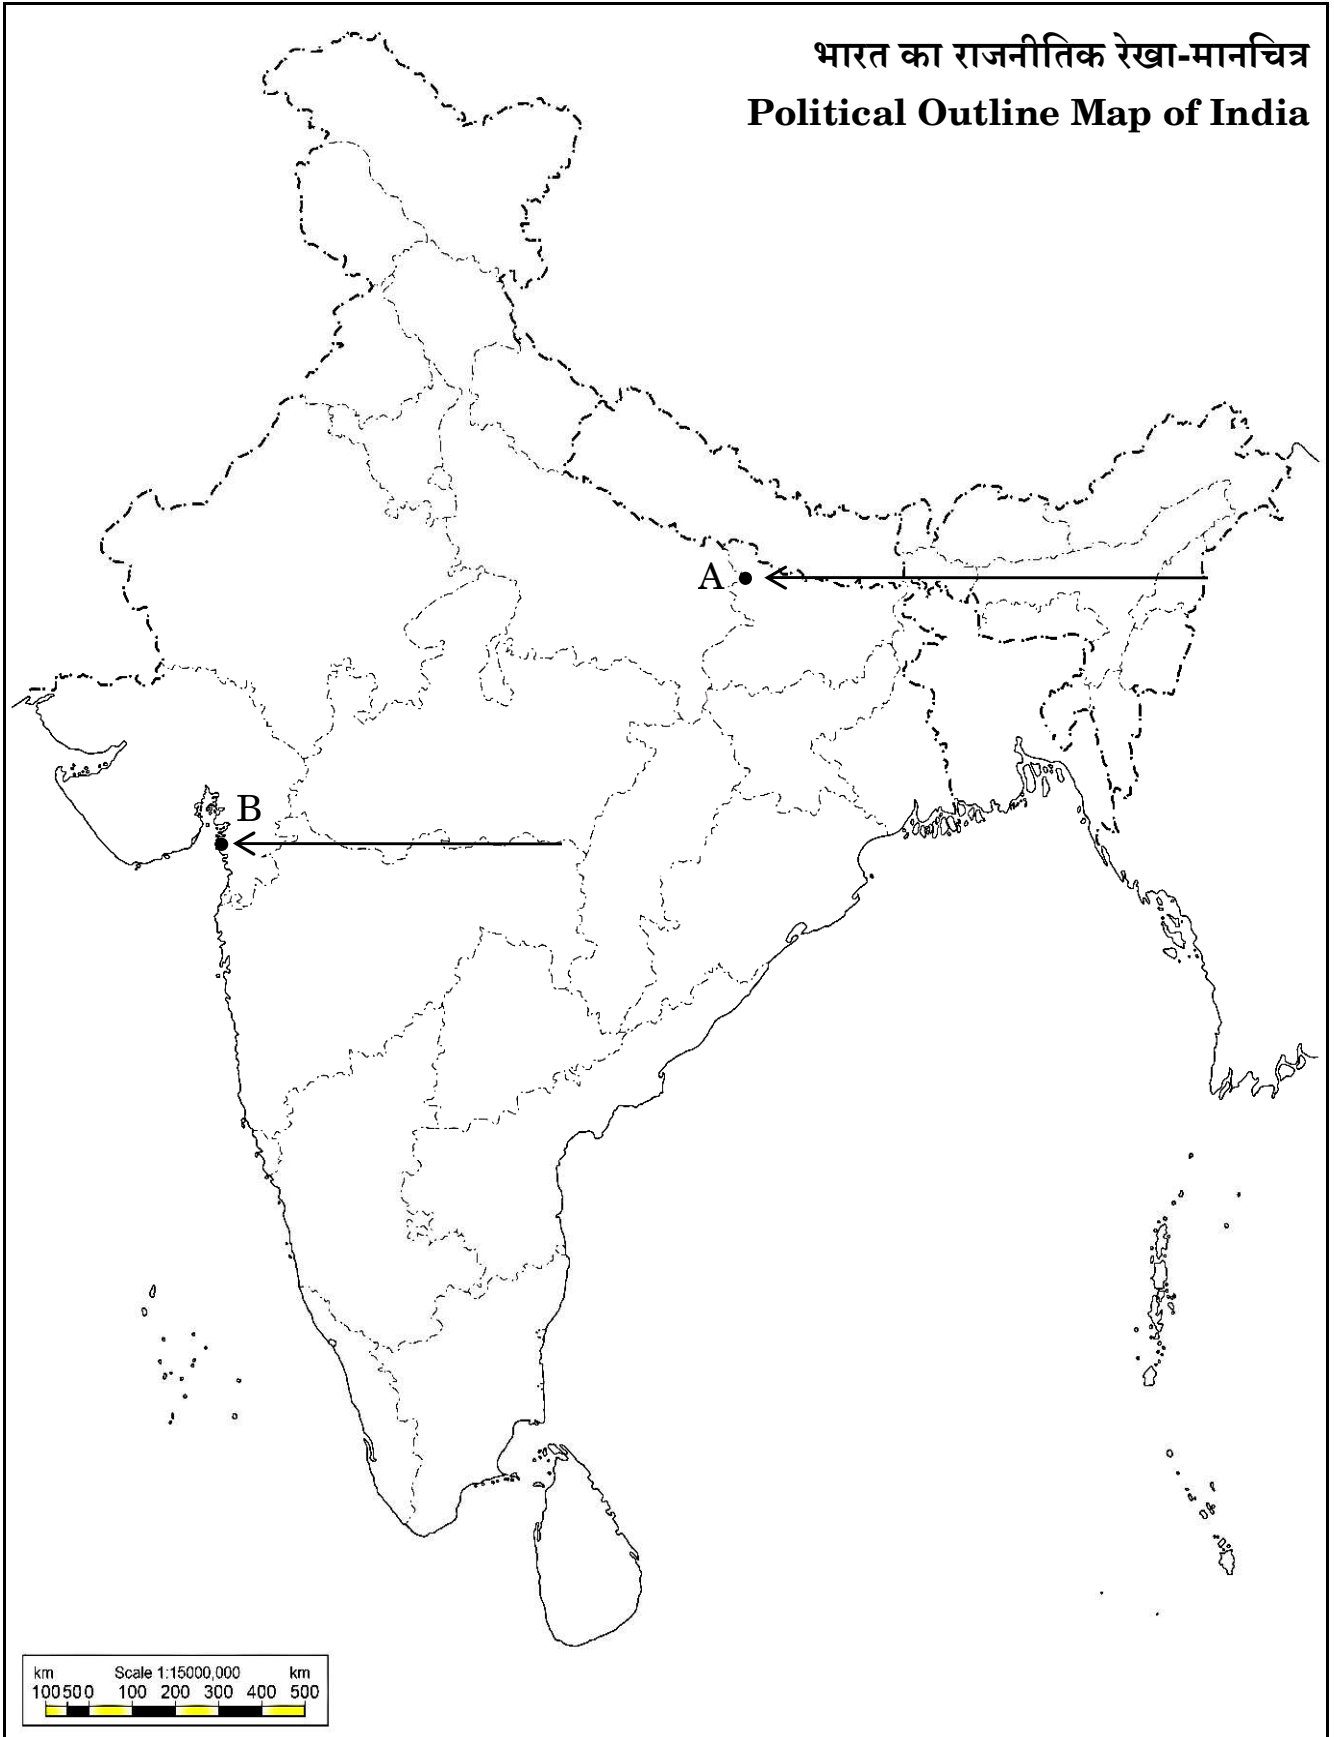 भारत का राजनीतिक रेखा-मानचित्र
Political Outline Map of India
A
B
km Scale 1:15000,000 km
100 50 0 100 200 300 400 500